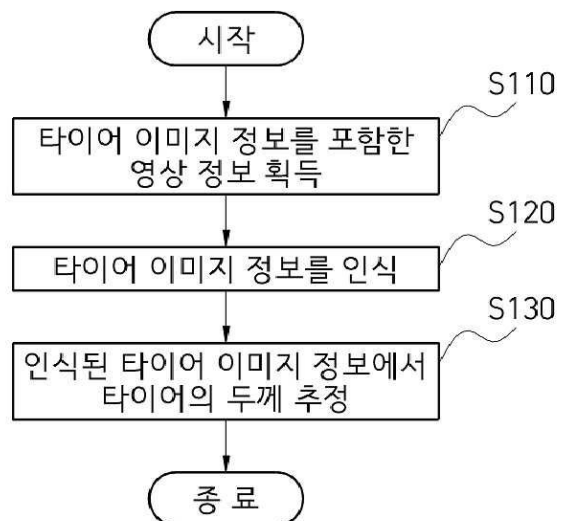 시작
S110
타이어 이미지 정보를 포함한
영상 정보 획득
S120
타이어 이미지 정보를 인식
S130
인식된 타이어 이미지 정보에서
타이어의 두께 추정
종 료